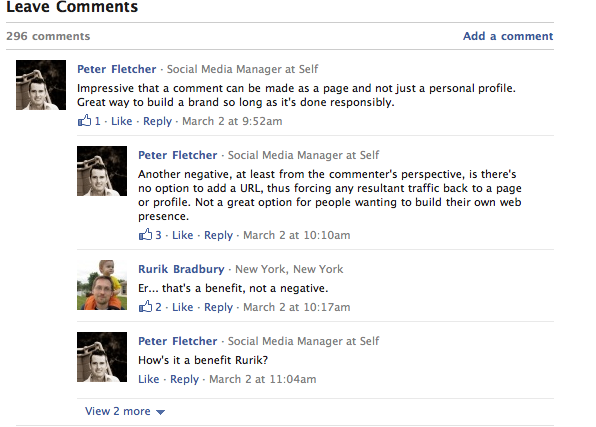 Leave Comments
296 comments Add a comment
Peter Fletcher · Social Media Manager at Self
Impressive that a comment can be made as a page and not just a personal profile.
Great way to build a brand so long as it's done responsibly.
1 · Like · Reply · March 2 at 9:52am
Peter Fletcher · Social Media Manager at Self
Another negative, at least from the commenter's perspective, is there's
no option to add a URL, thus forcing any resultant traffic back to a page
or profile. Not a great option for people wanting to build their own web
presence.
3 · Like · Reply · March 2 at 10:10am
Rurik Bradbury · New York, New York
Er... that's a benefit, not a negative.
2 · Like · Reply · March 2 at 10:17am
Peter Fletcher · Social Media Manager at Self
How's it a benefit Rurik?
Like · Reply · March 2 at 11:04am
View 2 more